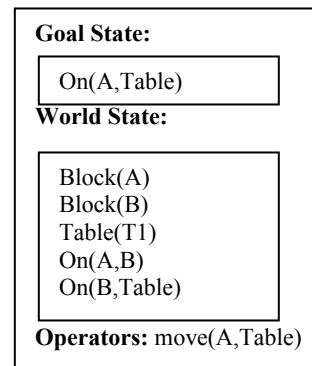 Goal State:
On(A,Table)
World State:
Block(A)
Block(B)
Table(T1)
On(A,B)
On(B,Table)
Operators: move(A,Table)